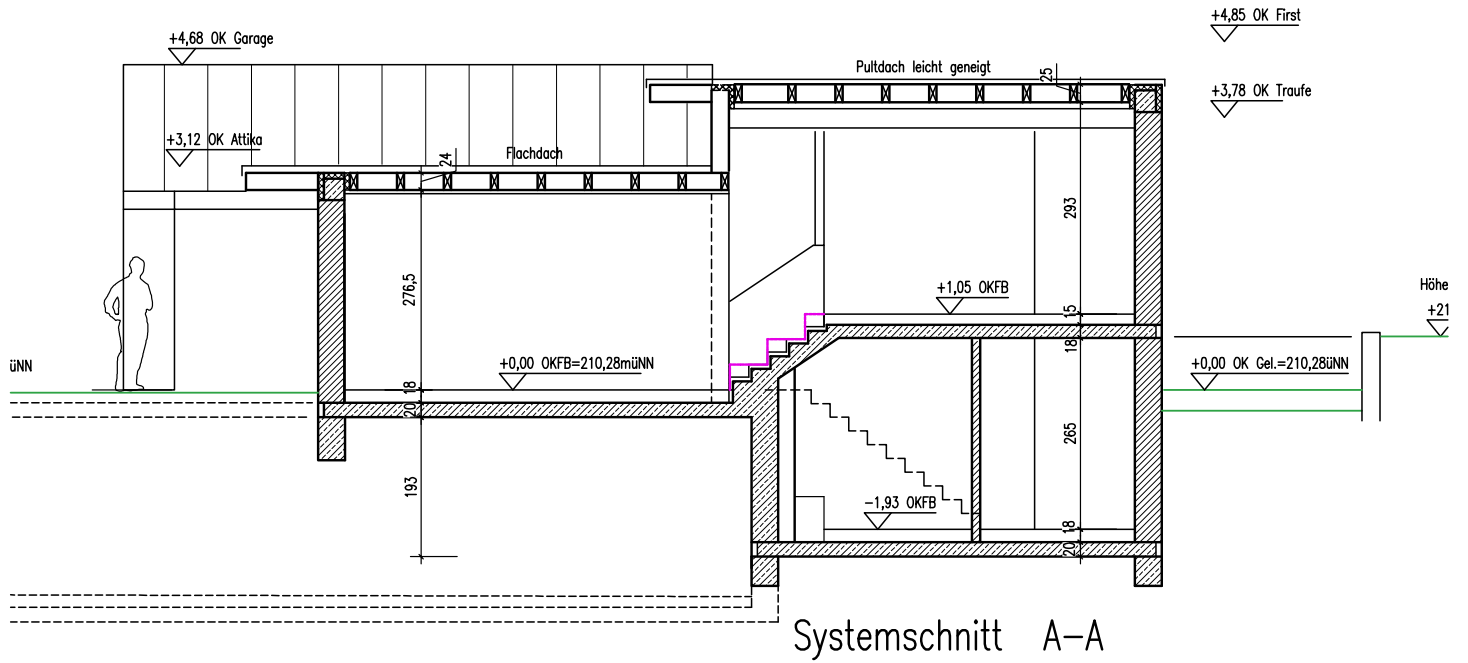 +4,85 OK First
+4,68 OK Garage
Pultdach leicht geneigt
25
+3,78 OK Traufe
+3,12 OK Attika
Flachdach
24
293
276,5
+1,05 OKFB
Höhe
+21
15
18
üNN
+0,00 OKFB=210,28müNN
+0,00 OK Gel.=210,28üNN
18
20
265
193
-1,93 OKFB
18
20
Systemschnitt A-A